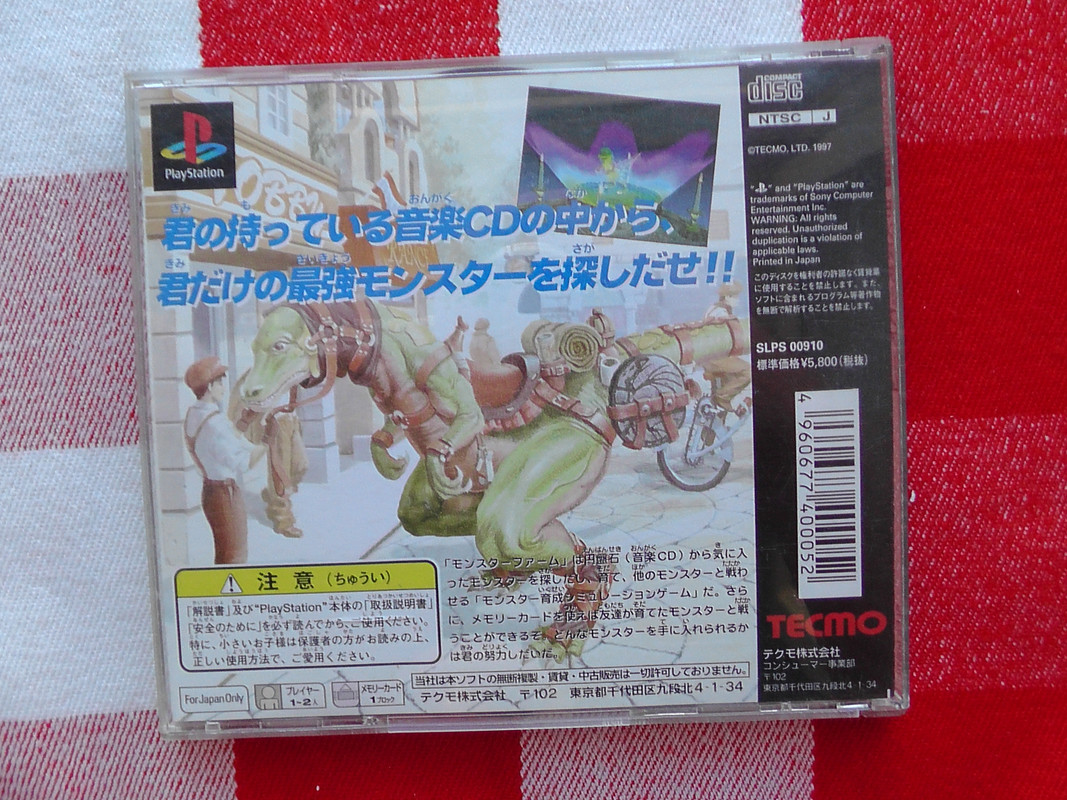 PlayStation
君の持っている音楽CDの中から、
君だけの最強モンスターを探しだせ!!
注意(ちゅうい)
「解説書」及び"PlayStation"本体の「取扱説明書」
「安全のために」を必ず読んでから、ご使用ください。
特に、小さいお子様は保護者の方がお読みの上、
正しい使用方法で、ご愛用ください。
「モンスターファーム」は円盤石(音楽CD)から気に入
ったモンスターを探しだし、育て、他のモンスターと戦わ
せる「モンスター育成シミュレーションゲーム」だ。さら
に、メモリーカードを使えば友達が育てたモンスターと戦
うことができるぞ。どんなモンスターを手に入れられるか
は君の努力しだいだ。
For Japan Only
プレイヤー
1~2人
メモリーカード
1ブロック
当社は本ソフトの無断複製・賃貸・中古販売は一切許可しておりません。
テクモ株式会社 〒102 東京都千代田区九段北4-1-34
COMPACT
disc
NTSC J
©TECMO, LTD. 1997
"PS" and "PlayStation" are
trademarks of Sony Computer
Entertainment Inc.
WARNING: All rights
reserved. Unauthorized
duplication is a violation of
applicable laws.
Printed in Japan
このディスクを権利者の許諾なく賃貸業
に使用することを禁止します。また、
ソフトに含まれるプログラム等著作物
を無断で解析することを禁止します。
SLPS 00910
標準価格¥5,800(税抜)
4 960677 400052
TECMO
テクモ株式会社
コンシューマー事業部
〒102
東京都千代田区九段北4-1-34